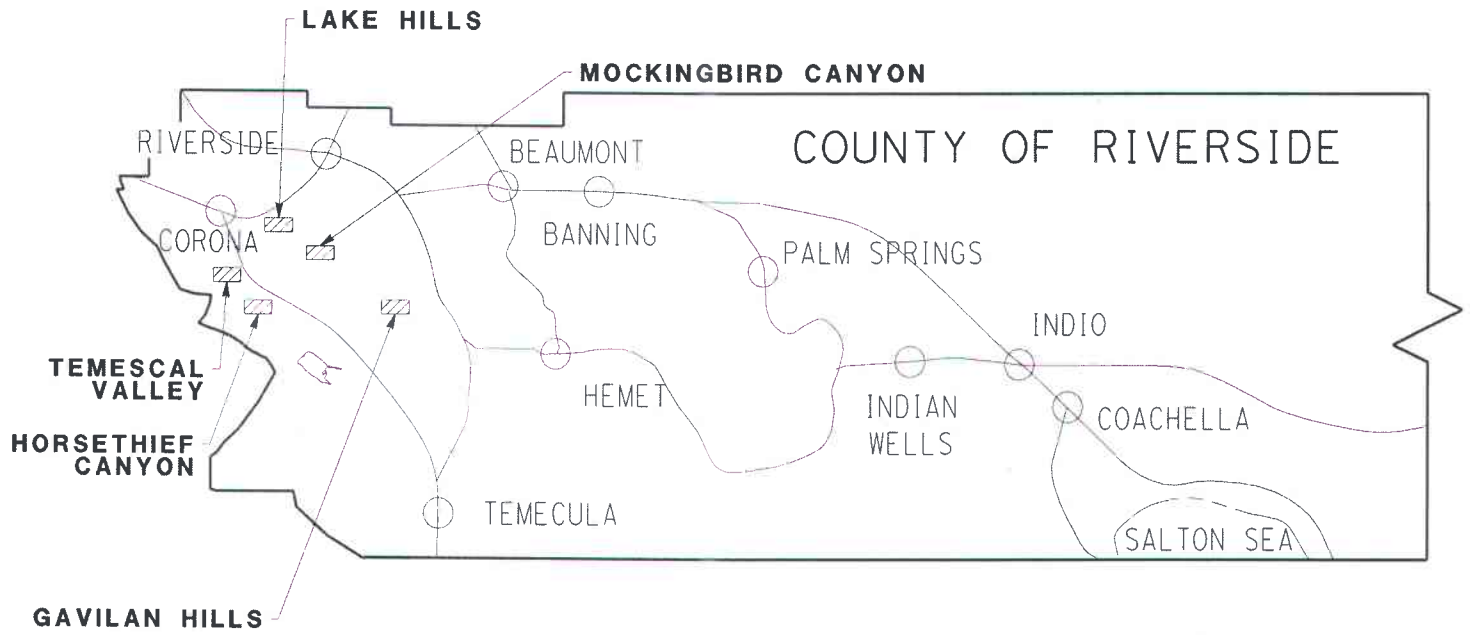 LAKE HILLS
MOCKINGBIRD CANYON
COUNTY OF RIVERSIDE
RIVERSIDE
BEAUMONT
BANNING
CORONA
PALM SPRINGS
INDIO
TEMESCAL
VALLEY
HEMET
INDIAN
WELLS
COACHELLA
HORSETHIEF
CANYON
TEMECULA
SALTON SEA
GAVILAN HILLS